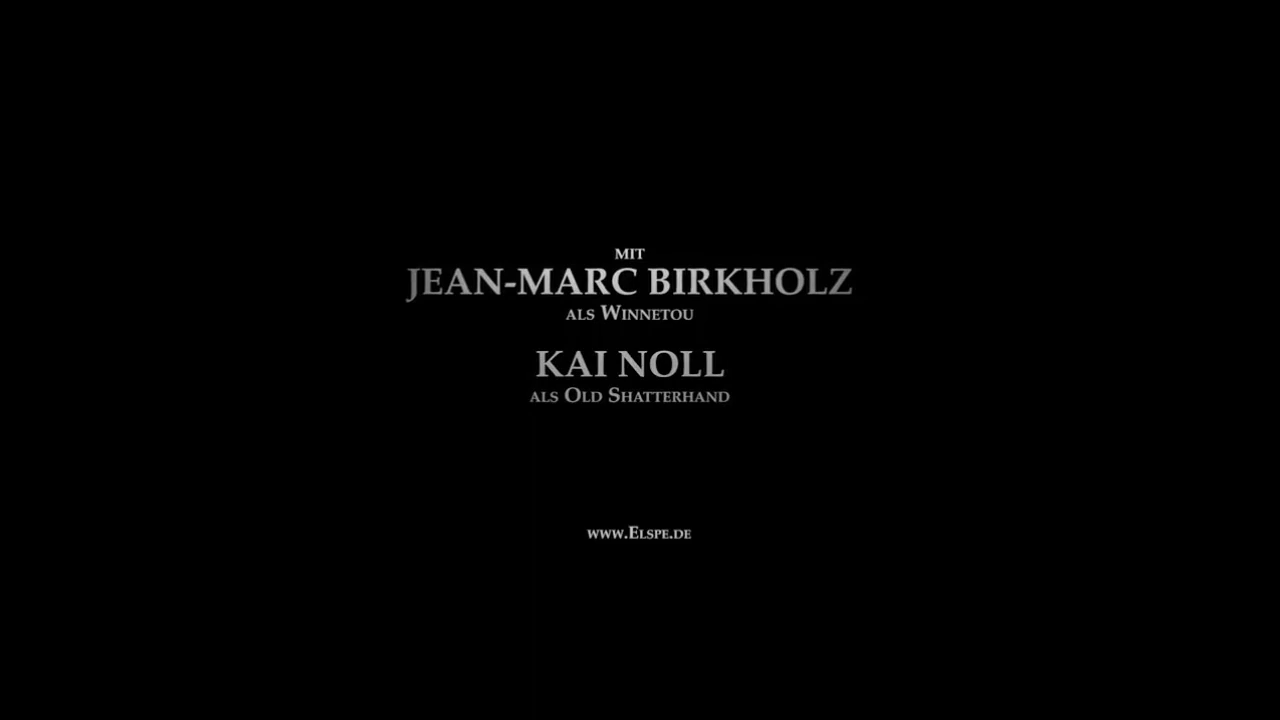 MIT
JEAN-MARC BIRKHOLZ
ALS WINNETOU
KAI NOLL
ALS OLD SHATTERHAND
WWW.ELSPE.DE